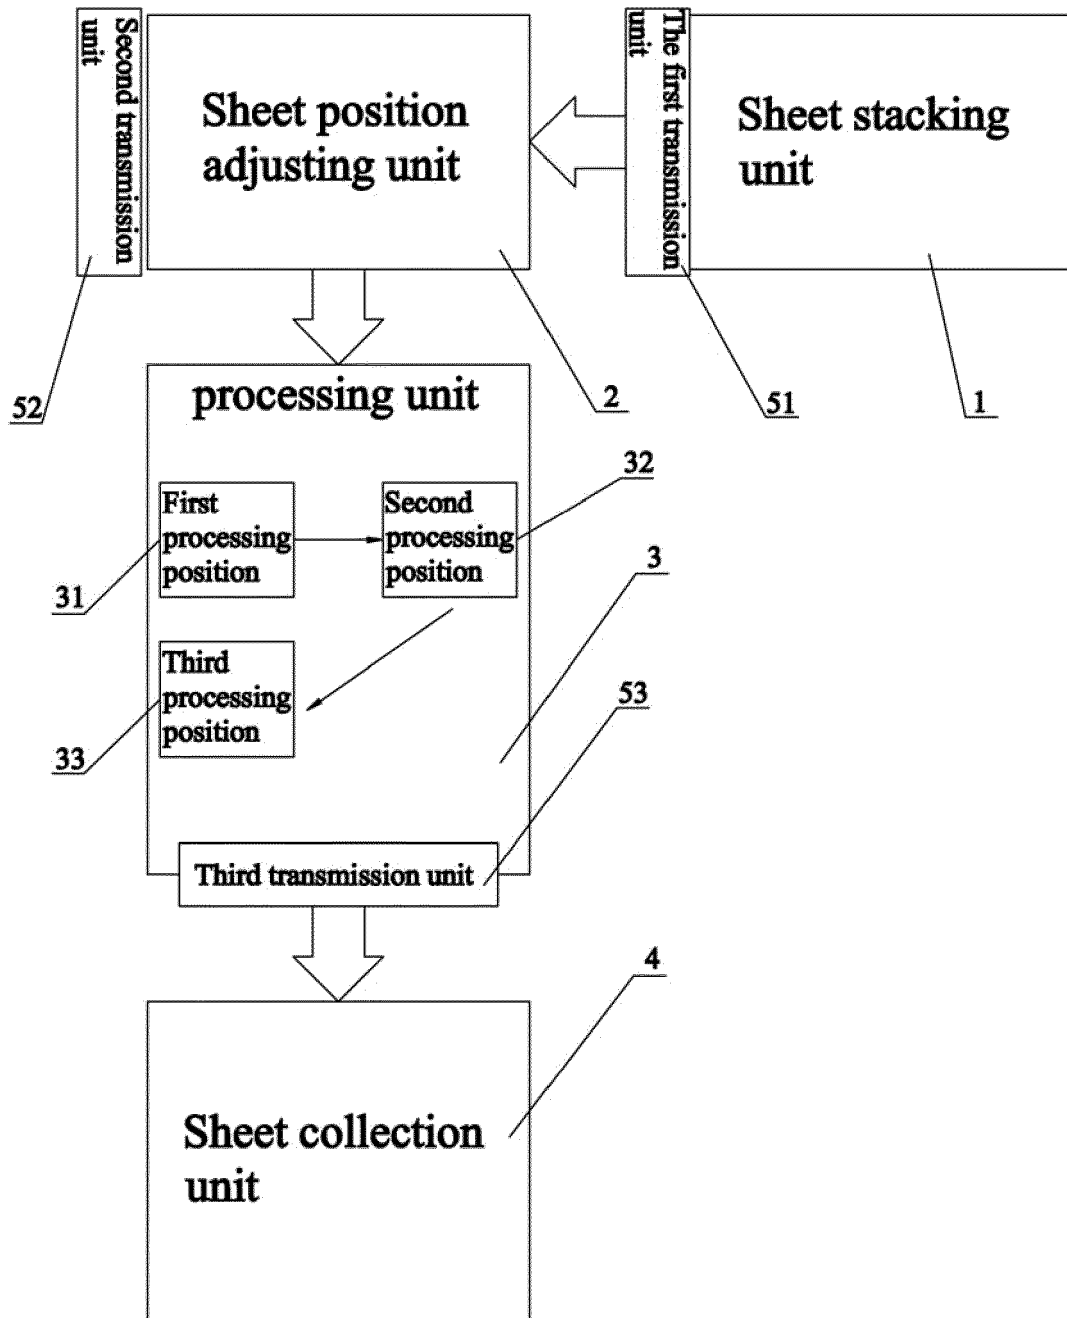 Second transmission
unit
Sheet position
adjusting unit
The first transmission
unit
Sheet stacking
unit
52
2
51
1
processing unit
32
First
processing
position
Second
processing
position
3
31
Third
processing
position
53
33
Third transmission unit
4
Sheet collection
unit